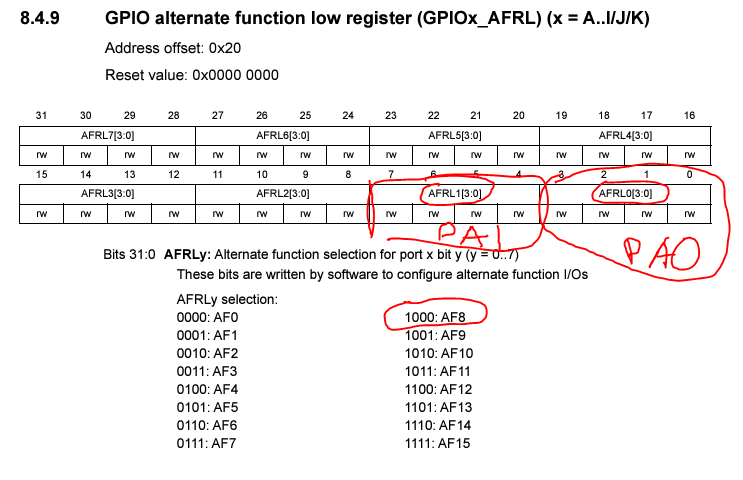 8.4.9 GPIO alternate function low register (GPIOx_AFRL) (x = A..I/J/K)
Address offset: 0x20
Reset value: 0x0000 0000
31 30 29 28 27 26 25 24 23 22 21 20 19 18 17 16
AFRL7[3:0] AFRL6[3:0] AFRL5[3:0] AFRL4[3:0]
rw rw rw rw rw rw rw rw rw rw rw rw rw rw rw rw
15 14 13 12 11 10 9 8 7 6 5 4 3 2 1 0
AFRL3[3:0] AFRL2[3:0] AFRL1[3:0] AFRL0[3:0]
rw rw rw rw rw rw rw rw rw rw rw rw rw rw rw rw
PA1 PA0
Bits 31:0 AFRLy: Alternate function selection for port x bit y (y = 0..7)
These bits are written by software to configure alternate function I/Os
AFRLy selection:
0000: AF0 1000: AF8
0001: AF1 1001: AF9
0010: AF2 1010: AF10
0011: AF3 1011: AF11
0100: AF4 1100: AF12
0101: AF5 1101: AF13
0110: AF6 1110: AF14
0111: AF7 1111: AF15